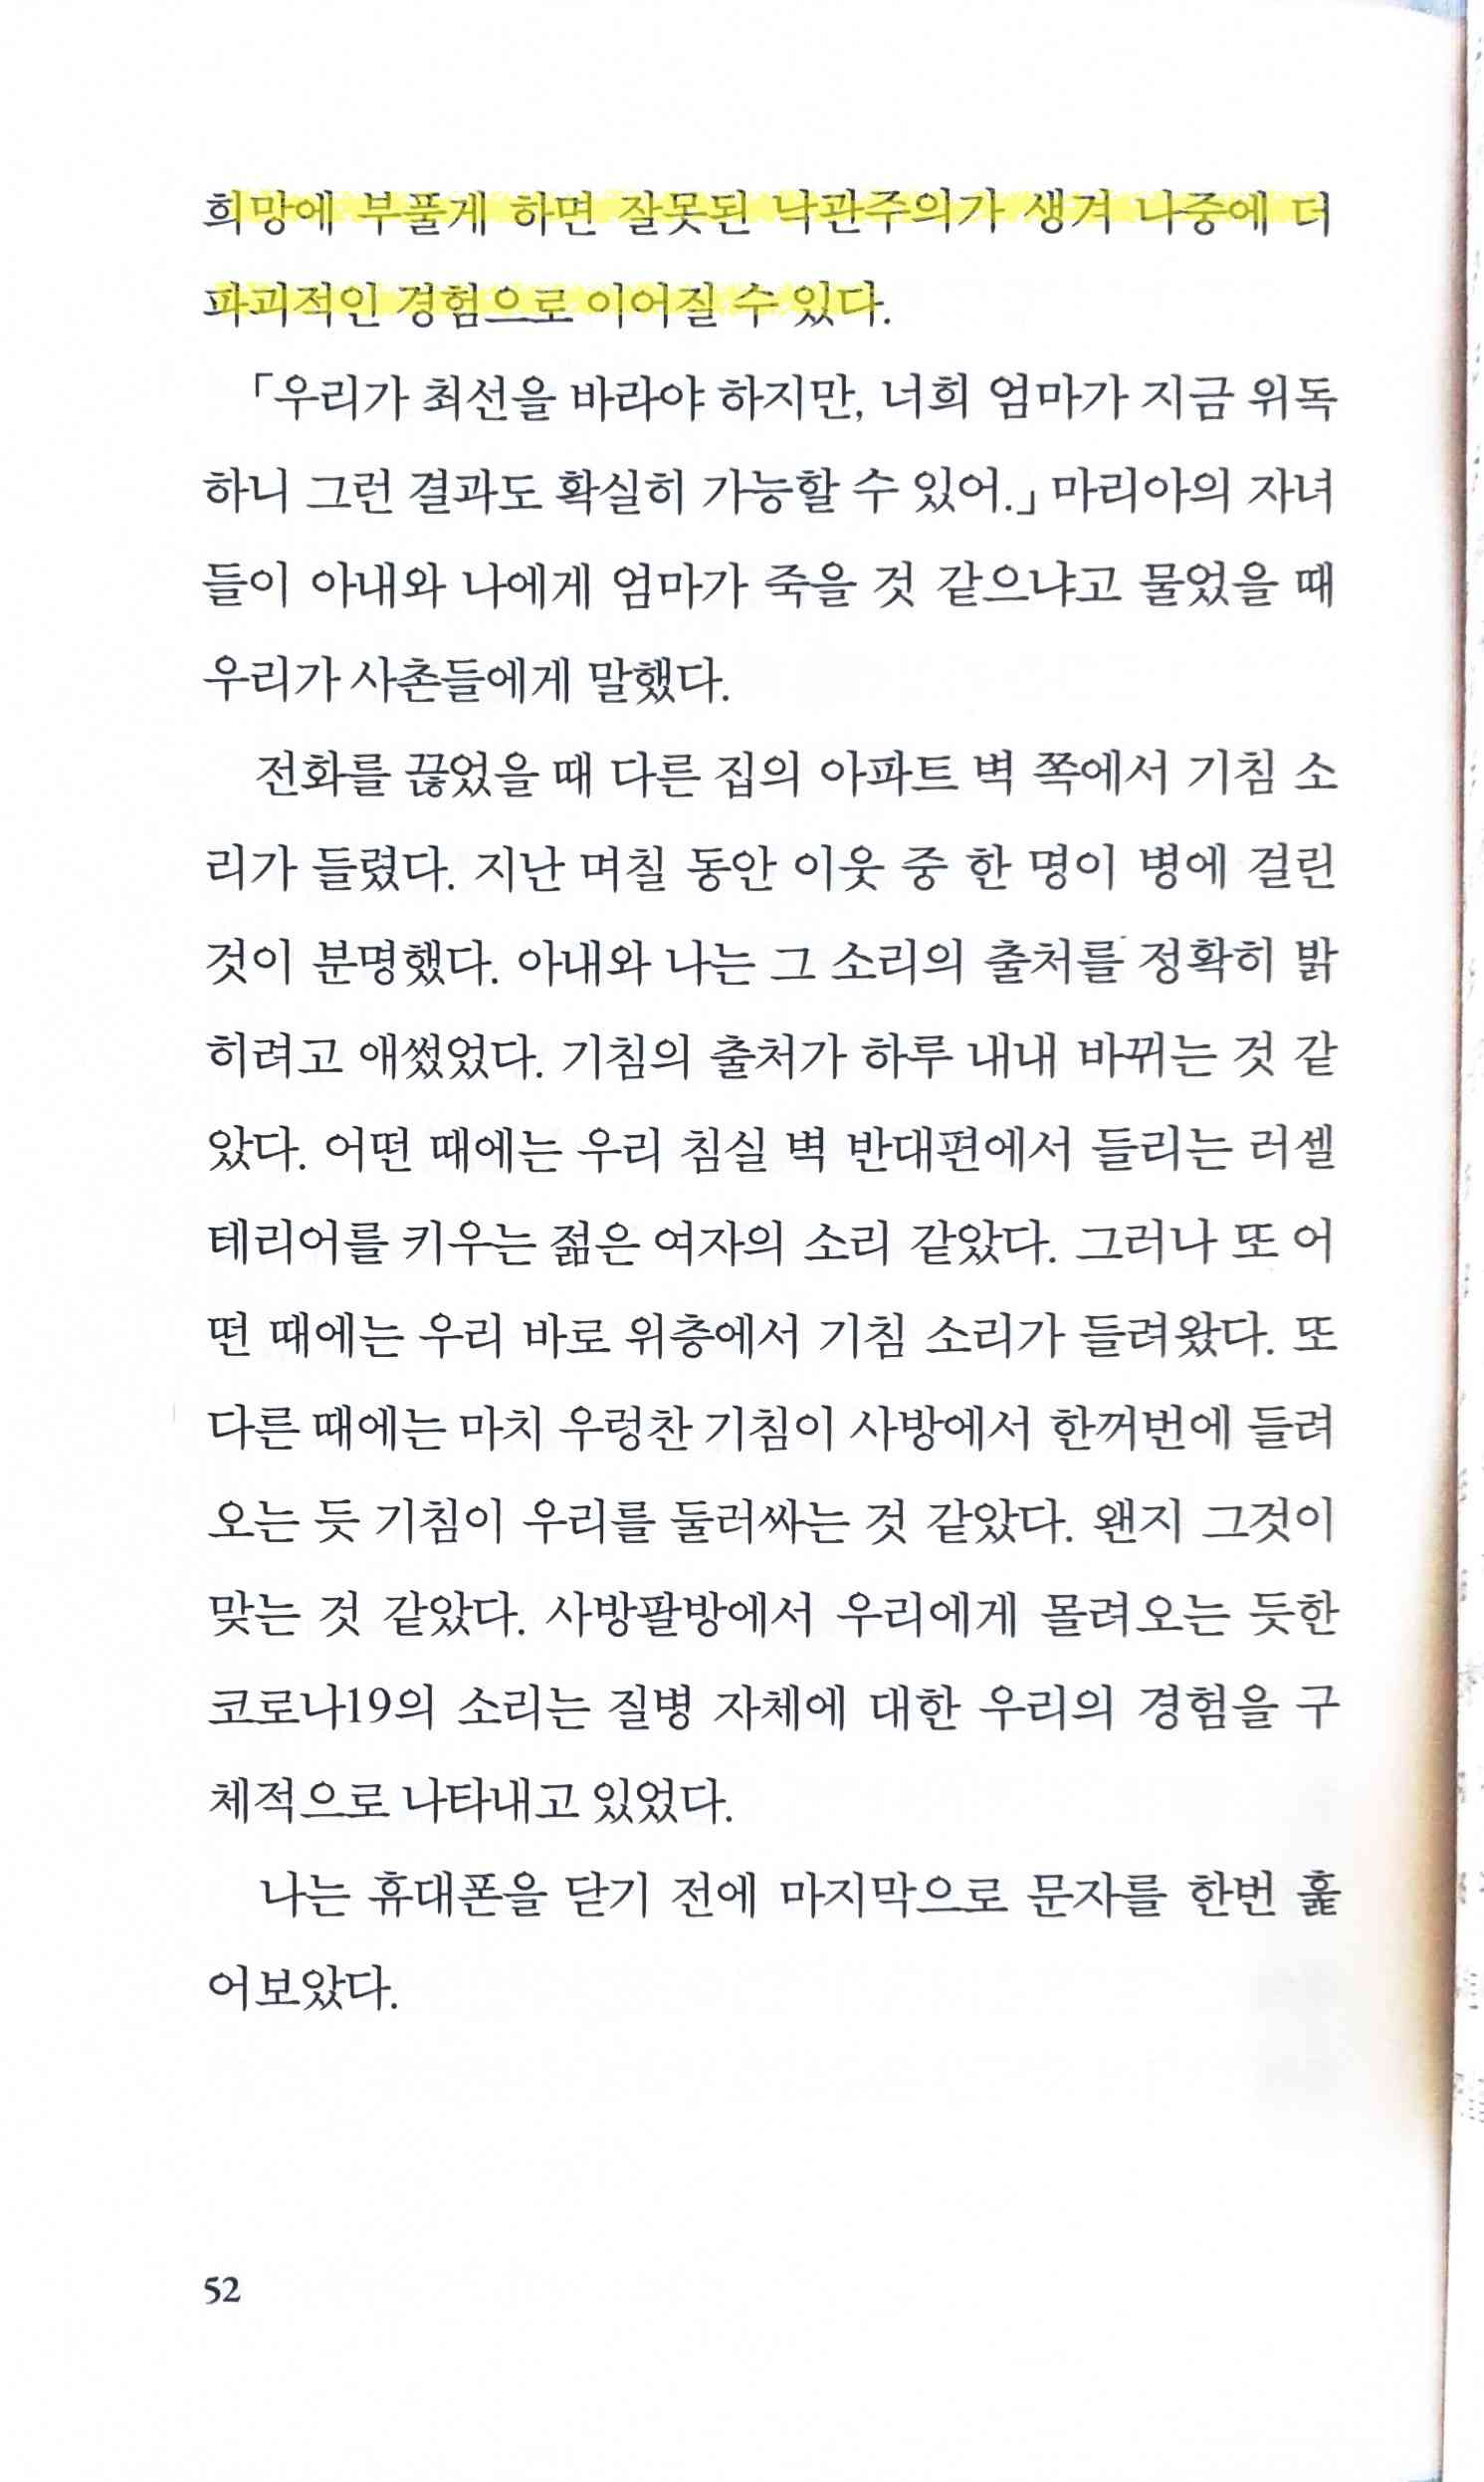 희망에 부풀게 하면 잘못된 낙관주의가 생겨 나중에 더
파괴적인 경험으로 이어질 수 있다.
「우리가 최선을 바라야 하지만, 너희 엄마가 지금 위독
하니 그런 결과도 확실히 가능할 수 있어.」 마리아의 자녀
들이 아내와 나에게 엄마가 죽을 것 같으냐고 물었을 때
우리가 사촌들에게 말했다.
전화를 끊었을 때 다른 집의 아파트 벽 쪽에서 기침 소
리가 들렸다. 지난 며칠 동안 이웃 중 한 명이 병에 걸린
것이 분명했다. 아내와 나는 그 소리의 출처를 정확히 밝
히려고 애썼었다. 기침의 출처가 하루 내내 바뀌는 것 같
았다. 어떤 때에는 우리 침실 벽 반대편에서 들리는 러셀
테리어를 키우는 젊은 여자의 소리 같았다. 그러나 또 어
떤 때에는 우리 바로 위층에서 기침 소리가 들려왔다. 또
다른 때에는 마치 우렁찬 기침이 사방에서 한꺼번에 들려
오는 듯 기침이 우리를 둘러싸는 것 같았다. 왠지 그것이
맞는 것 같았다. 사방팔방에서 우리에게 몰려오는 듯한
코로나19의 소리는 질병 자체에 대한 우리의 경험을 구
체적으로 나타내고 있었다.
나는 휴대폰을 닫기 전에 마지막으로 문자를 한번 훑
어보았다.
52